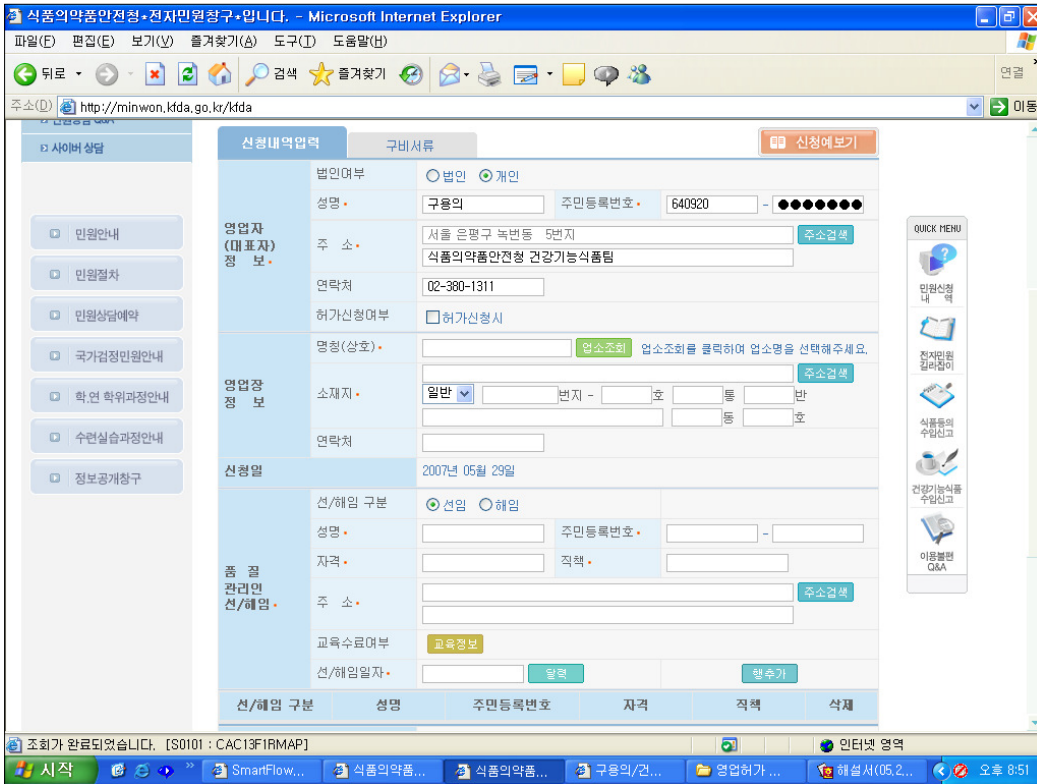 식품의약품안전청*전자민원창구*입니다. - Microsoft Internet Explorer
파일(F) 편집(E) 보기(V) 즐겨찾기(A) 도구(T) 도움말(H)
뒤로 검색 즐겨찾기 연결
주소(D) http://minwon.kfda.go.kr/kfda 이동
민원상담 Q&A
사이버 상담
민원안내
민원절차
민원상담예약
국가검정민원안내
학.연 학위과정안내
수련실습과정안내
정보공개창구
신청내역입력 구비서류 신청예보기
영업자
(대표자)
정 보•
법인여부 법인 개인
성명• 구용의 주민등록번호• 640920 - ●●●●●●●
주 소• 서울 은평구 녹번동 5번지 주소검색
식품의약품안전청 건강기능식품팀
연락처 02-380-1311
허가신청여부 허가신청시
영업장
정 보
명칭(상호)• 업소조회 업소조회를 클릭하여 업소명을 선택해주세요.
소재지• 주소검색
일반 번지 - 호 통 반
동 호
연락처
신청일 2007년 05월 29일
품 질
관리인
선/해임•
선/해임 구분 선임 해임
성명• 주민등록번호• -
자격• 직책•
주 소• 주소검색
교육수료여부 교육정보
선/해임일자• 달력 행추가
선/해임 구분 성명 주민등록번호 자격 직책 삭제
QUICK MENU
민원신청
내 역
전자민원
길라잡이
식품등의
수입신고
건강기능식품
수입신고
이용불편
Q&A
조회가 완료되었습니다. [S0101 : CAC13F1RMAP] 인터넷 영역
시작 SmartFlow... 식품의약품... 식품의약품... 구용의/건... 영업허가 ... 해설서(05,2... 오후 8:51